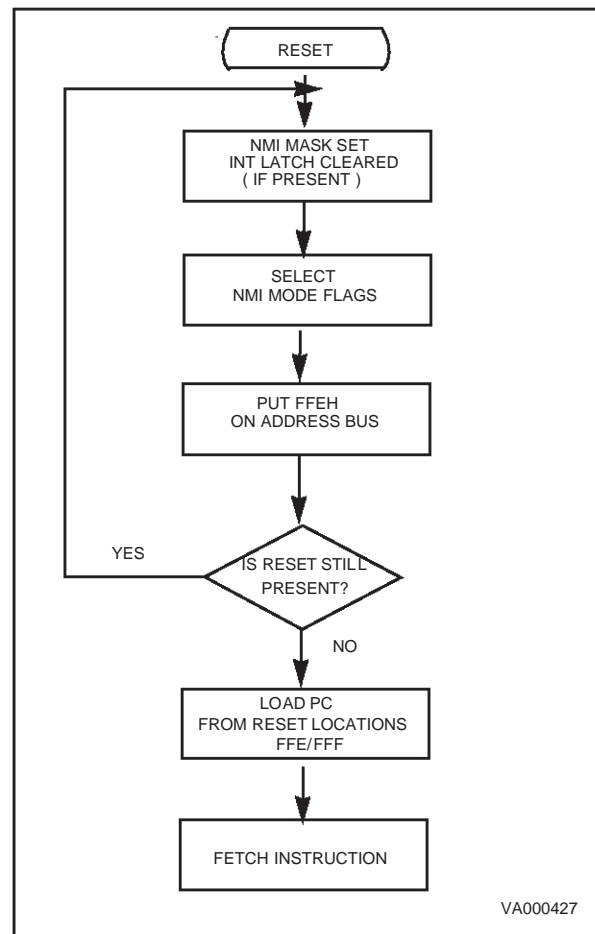 RESET
NMI MASK SET
INT LATCH CLEARED
( IF PRESENT )
SELECT
NMI MODE FLAGS
PUT FFEH
ON ADDRESS BUS
YES
IS RESET STILL
PRESENT?
NO
LOAD PC
FROM RESET LOCATIONS
FFE/FFF
FETCH INSTRUCTION
VA000427